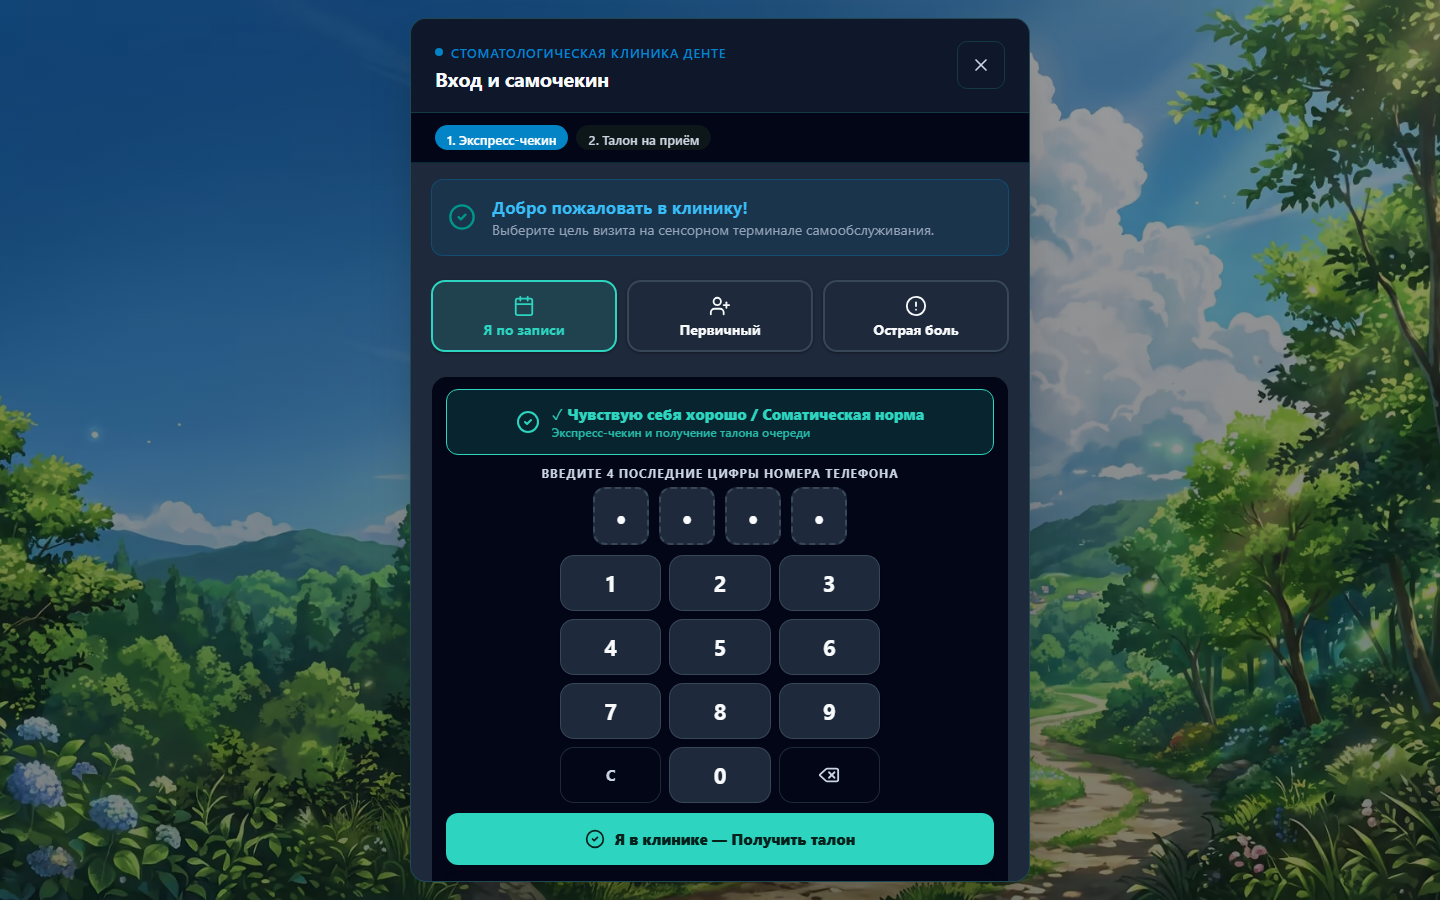 СТОМАТОЛОГИЧЕСКАЯ КЛИНИКА ДЕНТЕ
Вход и самочекин
1. Экспресс-чекин
2. Талон на приём
Добро пожаловать в клинику!
Выберите цель визита на сенсорном терминале самообслуживания.
Я по записи
Первичный
Острая боль
✓ Чувствую себя хорошо / Соматическая норма
Экспресс-чекин и получение талона очереди
ВВЕДИТЕ 4 ПОСЛЕДНИЕ ЦИФРЫ НОМЕРА ТЕЛЕФОНА
1 2 3
4 5 6
7 8 9
C 0
Я в клинике — Получить талон